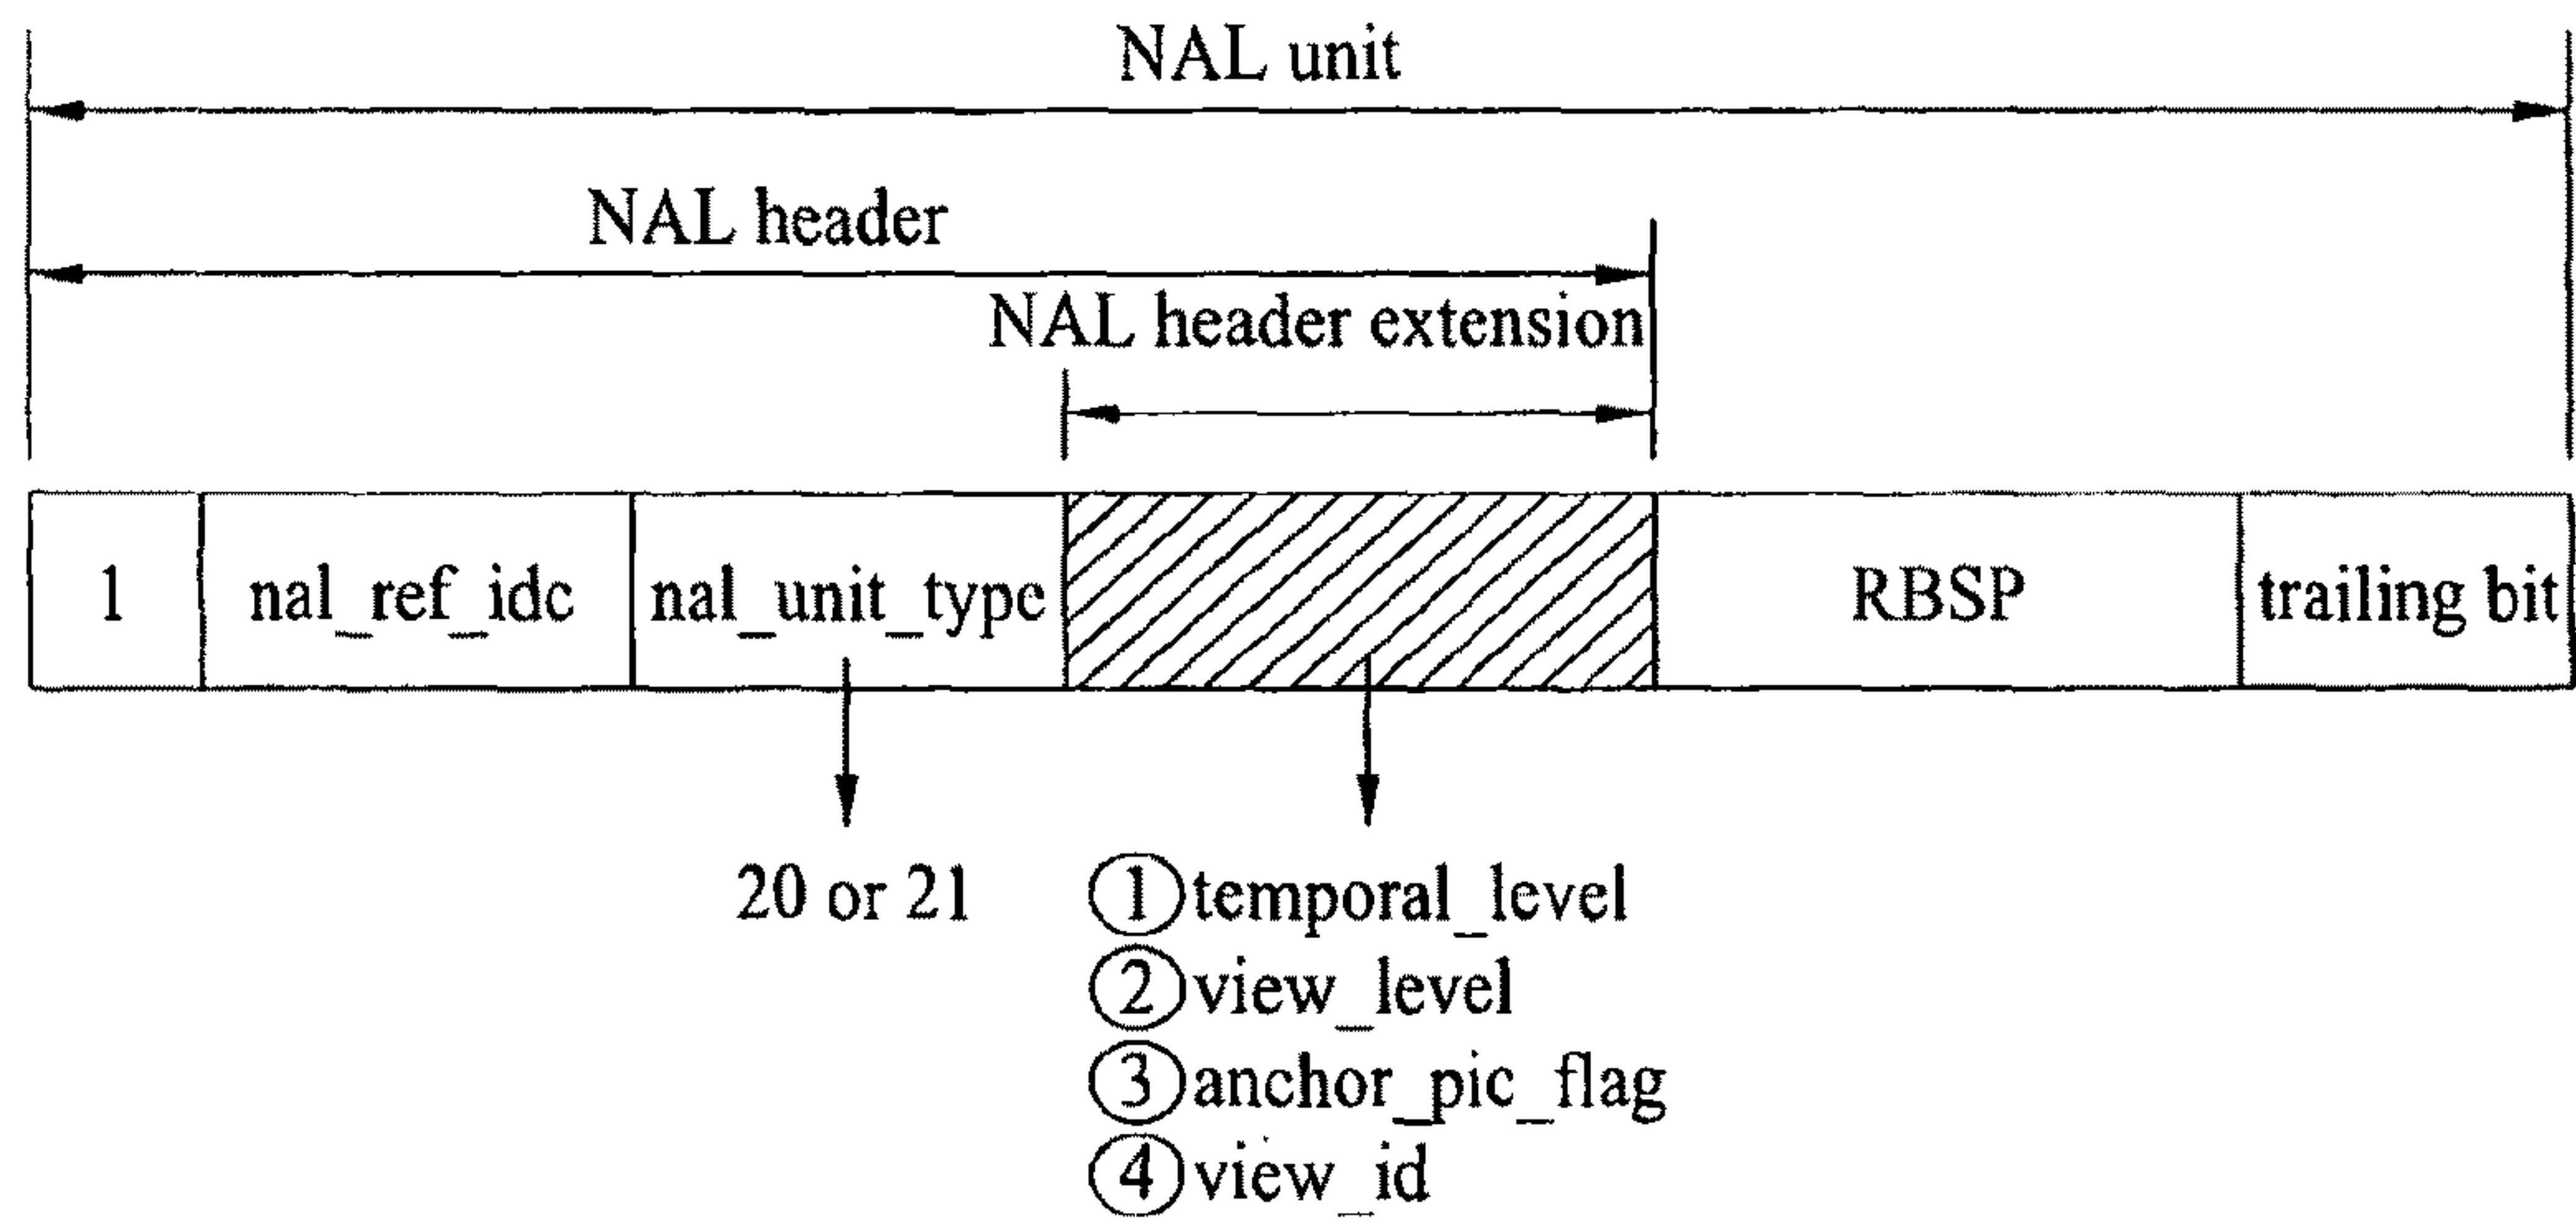 NAL unit
NAL header
NAL header extension
1 nal_ref_idc nal_unit_type RBSP trailing bit
20 or 21
①temporal_level
②view_level
③anchor_pic_flag
④view_id